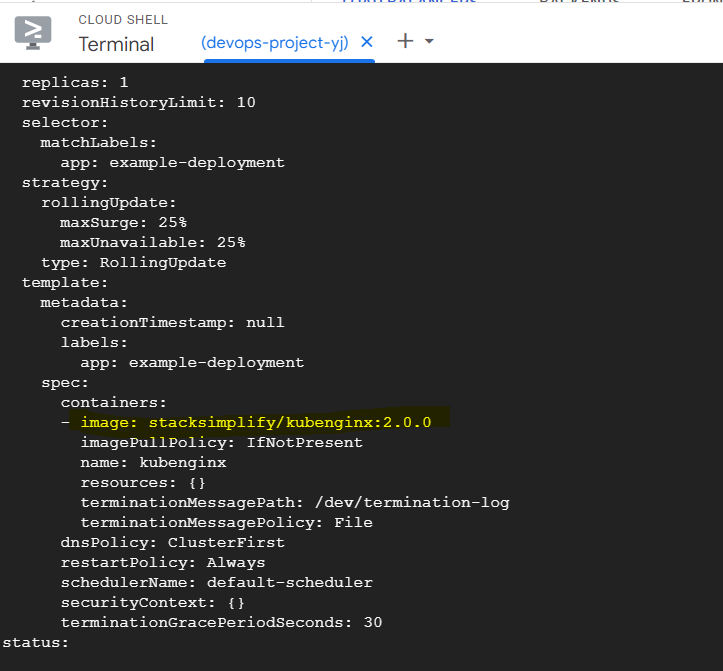 CLOUD SHELL
Terminal
(devops-project-yj)
replicas: 1
revisionHistoryLimit: 10
selector:
matchLabels:
app: example-deployment
strategy:
rollingUpdate:
maxSurge: 25%
maxUnavailable: 25%
type: RollingUpdate
template:
metadata:
creationTimestamp: null
labels:
app: example-deployment
spec:
containers:
- image: stacksimplify/kubenginx:2.0.0
imagePullPolicy: IfNotPresent
name: kubenginx
resources: {}
terminationMessagePath: /dev/termination-log
terminationMessagePolicy: File
dnsPolicy: ClusterFirst
restartPolicy: Always
schedulerName: default-scheduler
securityContext: {}
terminationGracePeriodSeconds: 30
status: